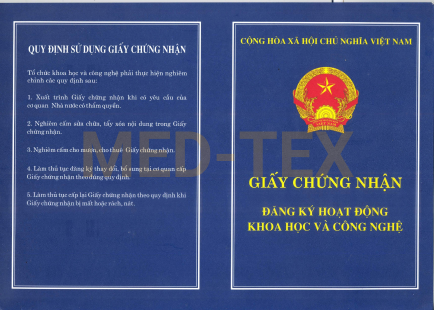 QUY ĐỊNH SỬ DỤNG GIẤY CHỨNG NHẬN
Tổ chức khoa học và công nghệ phải thực hiện nghiêm
chỉnh các quy định sau:
1. Xuất trình Giấy chứng nhận khi có yêu cầu của
cơ quan Nhà nước có thẩm quyền.
2. Nghiêm cấm sửa chữa, tẩy xóa nội dung trong Giấy
chứng nhận.
3. Nghiêm cấm cho mượn, cho thuê Giấy chứng nhận.
4. Làm thủ tục đăng ký thay đổi, bổ sung tại cơ quan cấp
Giấy chứng nhận theo đúng quy định.
5. Làm thủ tục cấp lại Giấy chứng nhận theo quy định khi
Giấy chứng nhận bị mất hoặc rách, nát.
CỘNG HÒA XÃ HỘI CHỦ NGHĨA VIỆT NAM
GIẤY CHỨNG NHẬN
ĐĂNG KÝ HOẠT ĐỘNG
KHOA HỌC VÀ CÔNG NGHỆ
MED-TEX